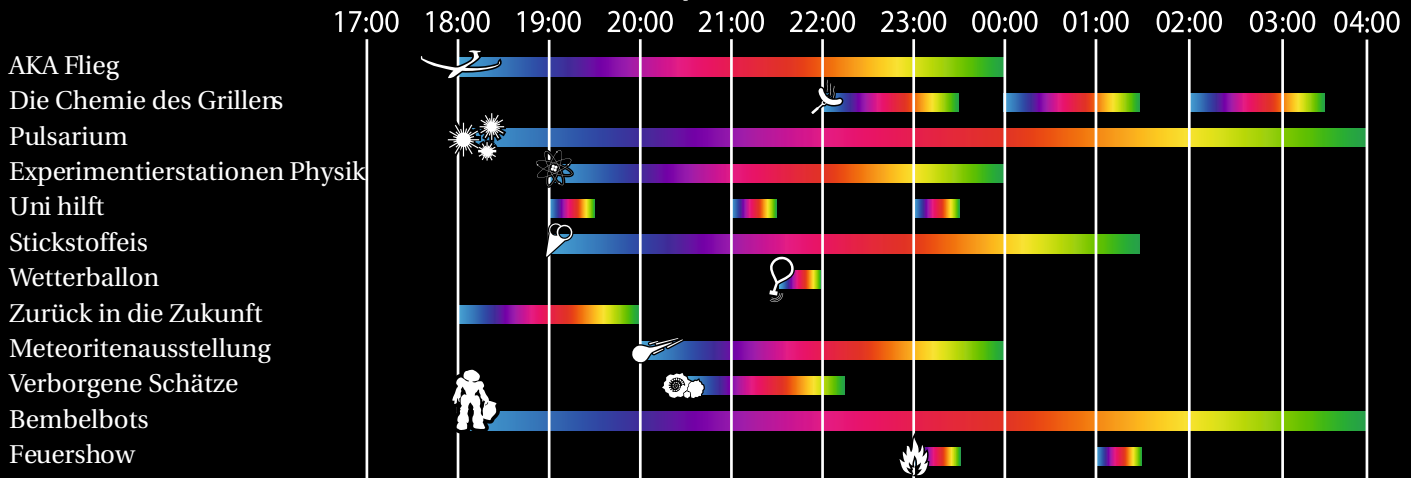 17:00 18:00 19:00 20:00 21:00 22:00 23:00 00:00 01:00 02:00 03:00 04:00
AKA Flieg
Die Chemie des Grillens
Pulsarium
Experimentierstationen Physik
Uni hilft
Stickstoffeis
Wetterballon
Zurück in die Zukunft
Meteoritenausstellung
Verborgene Schätze
Bembelbots
Feuershow